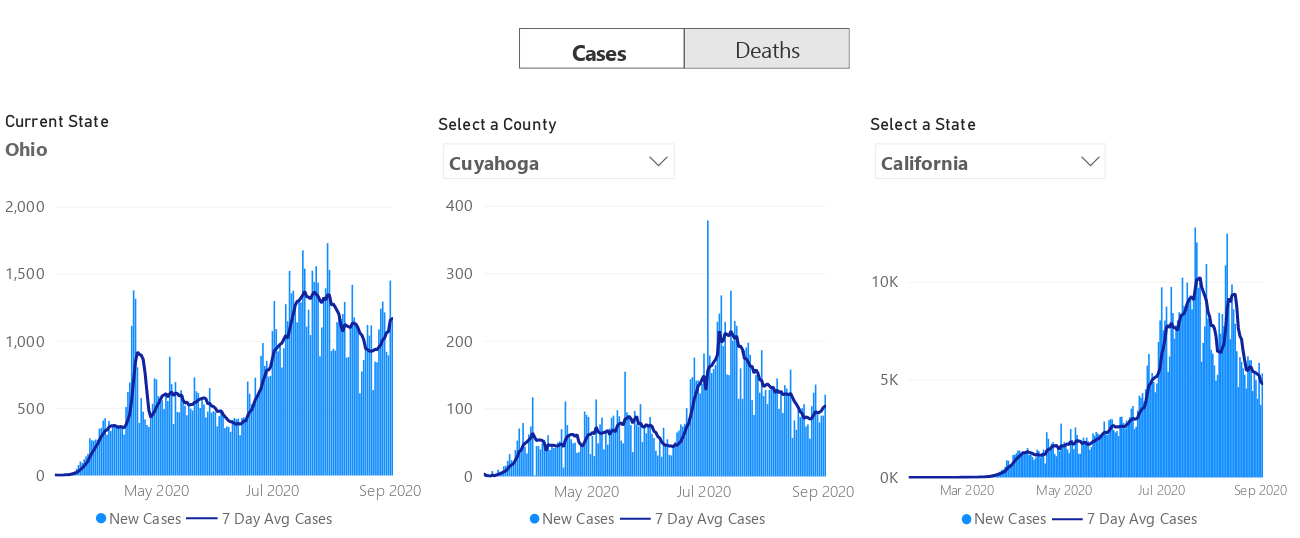 Cases
Deaths
Current State
Ohio
2,000
1,500
1,000
500
0
May 2020
Jul 2020
Sep 2020
New Cases
7 Day Avg Cases
Select a County
Cuyahoga
400
300
200
100
0
May 2020
Jul 2020
Sep 2020
New Cases
7 Day Avg Cases
Select a State
California
10K
5K
0K
Mar 2020
May 2020
Jul 2020
Sep 2020
New Cases
7 Day Avg Cases